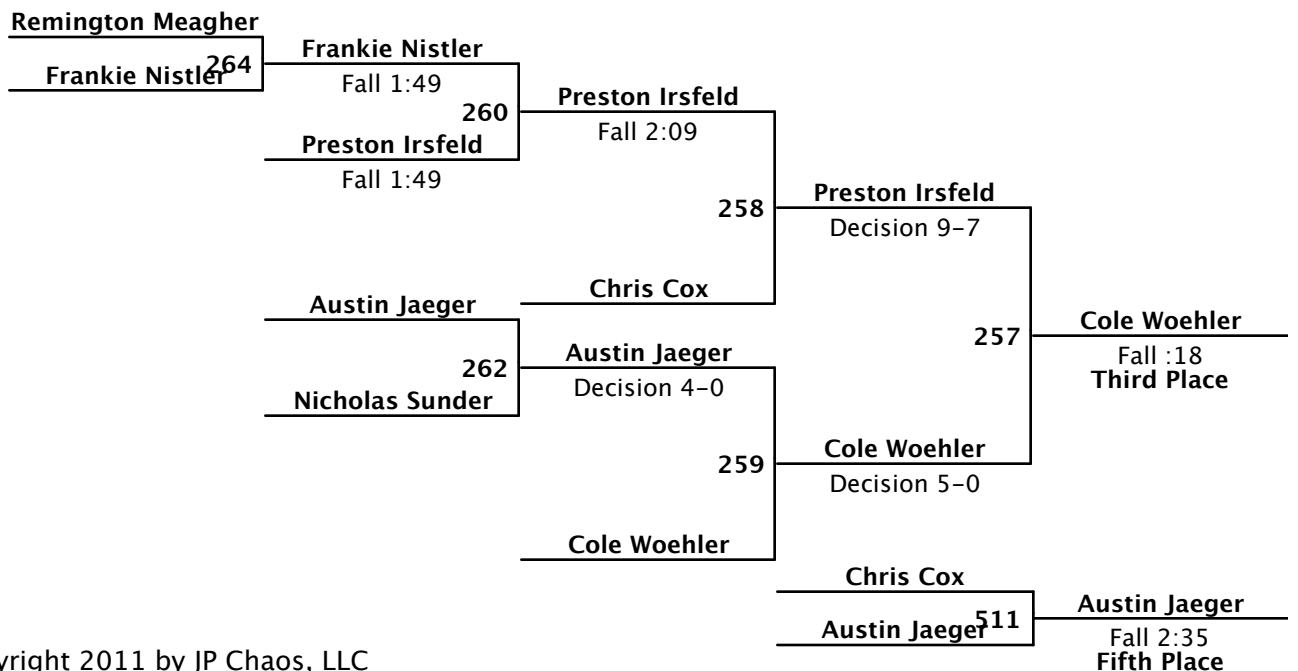 Remington Meagher
264
Frankie Nistler
Frankie Nistler
Fall 1:49
260
Preston Irsfeld
Fall 1:49
Preston Irsfeld
Fall 2:09
258
Chris Cox
Preston Irsfeld
Decision 9–7
Austin Jaeger
262
Nicholas Sunder
Austin Jaeger
Decision 4–0
259
Cole Woehler
Cole Woehler
Decision 5–0
257
Cole Woehler
Fall :18
Third Place
Chris Cox
511
Austin Jaeger
Austin Jaeger
Fall 2:35
Fifth Place
yright 2011 by JP Chaos, LLC